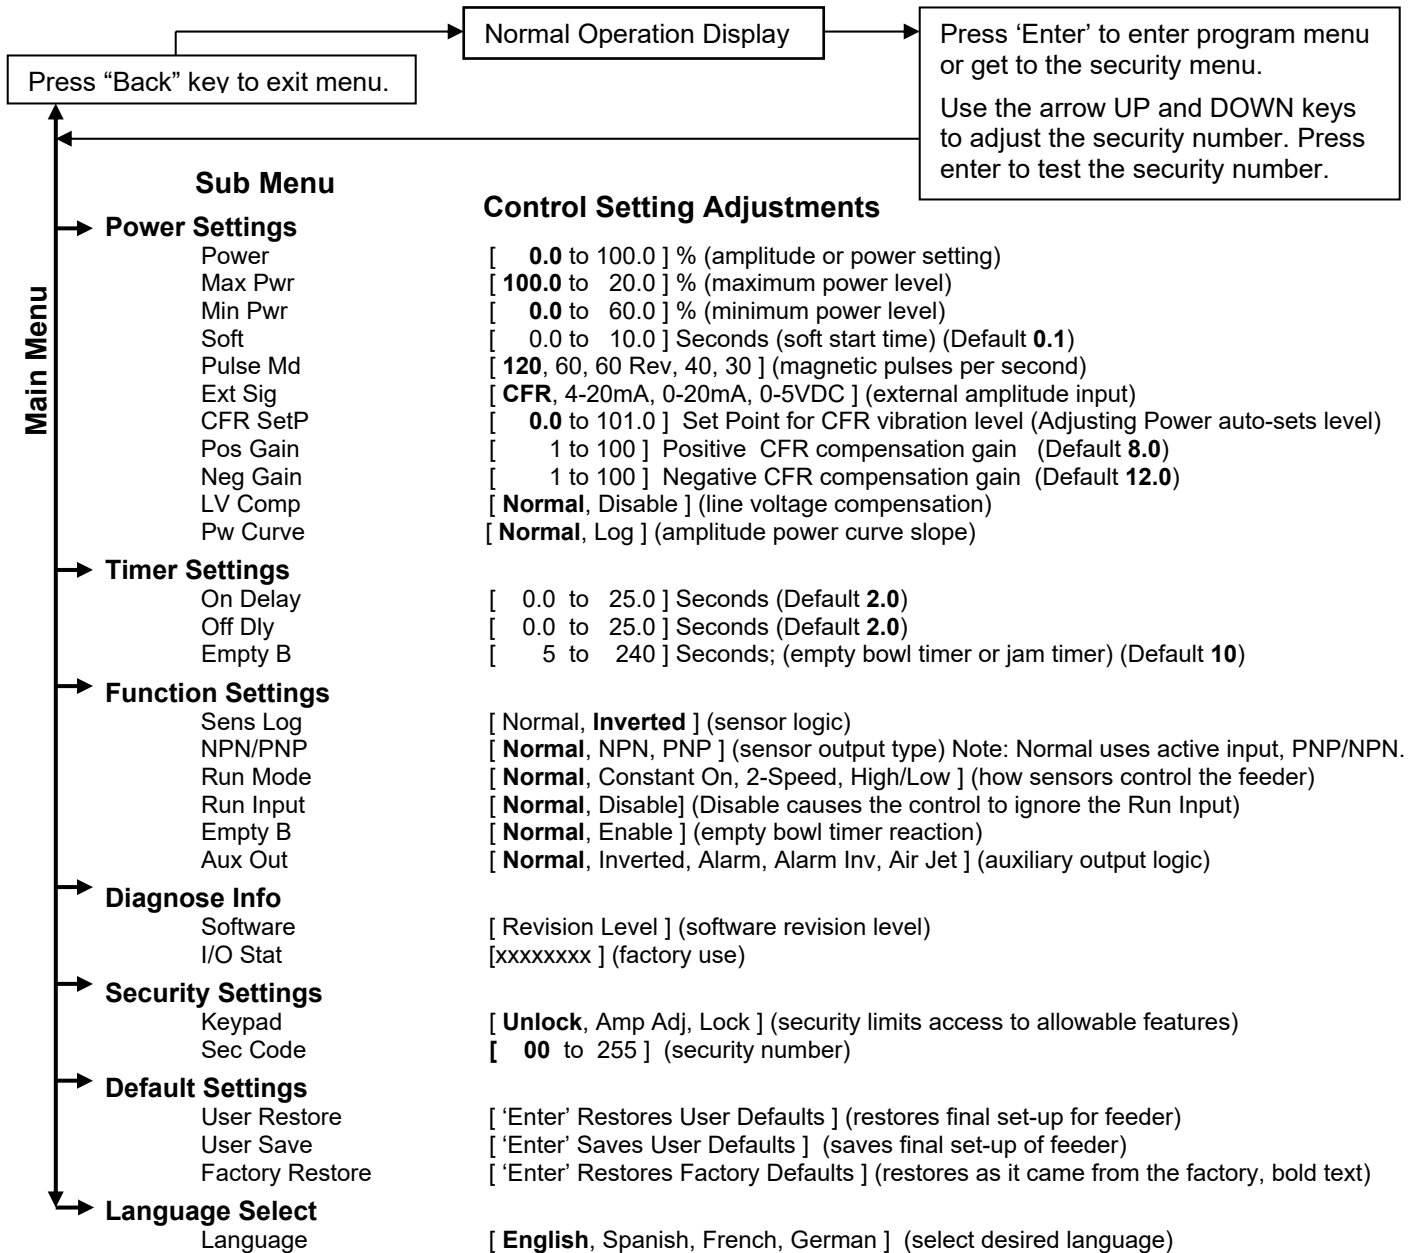 Normal Operation Display
Press ‘Enter’ to enter program menu
or get to the security menu.
Use the arrow UP and DOWN keys
to adjust the security number. Press
enter to test the security number.
Press “Back” key to exit menu.
Main Menu
Sub Menu
Control Setting Adjustments
Power Settings
Power [ 0.0 to 100.0 ] % (amplitude or power setting)
Max Pwr [ 100.0 to 20.0 ] % (maximum power level)
Min Pwr [ 0.0 to 60.0 ] % (minimum power level)
Soft [ 0.0 to 10.0 ] Seconds (soft start time) (Default 0.1)
Pulse Md [ 120, 60, 60 Rev, 40, 30 ] (magnetic pulses per second)
Ext Sig [ CFR, 4-20mA, 0-20mA, 0-5VDC ] (external amplitude input)
CFR SetP [ 0.0 to 101.0 ] Set Point for CFR vibration level (Adjusting Power auto-sets level)
Pos Gain [ 1 to 100 ] Positive CFR compensation gain (Default 8.0)
Neg Gain [ 1 to 100 ] Negative CFR compensation gain (Default 12.0)
LV Comp [ Normal, Disable ] (line voltage compensation)
Pw Curve [ Normal, Log ] (amplitude power curve slope)
Timer Settings
On Delay [ 0.0 to 25.0 ] Seconds (Default 2.0)
Off Dly [ 0.0 to 25.0 ] Seconds (Default 2.0)
Empty B [ 5 to 240 ] Seconds; (empty bowl timer or jam timer) (Default 10)
Function Settings
Sens Log [ Normal, Inverted ] (sensor logic)
NPN/PNP [ Normal, NPN, PNP ] (sensor output type) Note: Normal uses active input, PNP/NPN.
Run Mode [ Normal, Constant On, 2-Speed, High/Low ] (how sensors control the feeder)
Run Input [ Normal, Disable] (Disable causes the control to ignore the Run Input)
Empty B [ Normal, Enable ] (empty bowl timer reaction)
Aux Out [ Normal, Inverted, Alarm, Alarm Inv, Air Jet ] (auxiliary output logic)
Diagnose Info
Software [ Revision Level ] (software revision level)
I/O Stat [xxxxxxxx ] (factory use)
Security Settings
Keypad [ Unlock, Amp Adj, Lock ] (security limits access to allowable features)
Sec Code [ 00 to 255 ] (security number)
Default Settings
User Restore [ ‘Enter’ Restores User Defaults ] (restores final set-up for feeder)
User Save [ ‘Enter’ Saves User Defaults ] (saves final set-up of feeder)
Factory Restore [ ‘Enter’ Restores Factory Defaults ] (restores as it came from the factory, bold text)
Language Select
Language [ English, Spanish, French, German ] (select desired language)